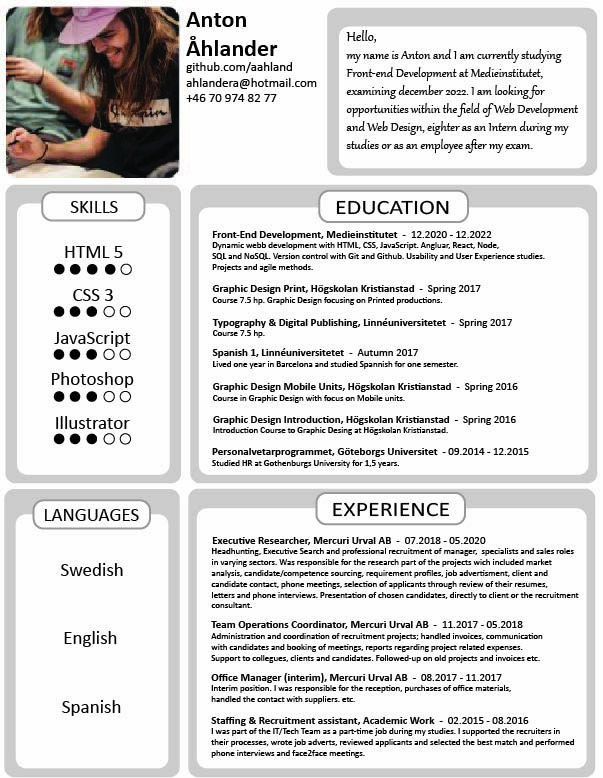 Anton
Åhlander
github.com/aahland
ahlandera@hotmail.com
+46 70 974 82 77
Hello,
my name is Anton and I am currently studying
Front-end Development at Medieinstitutet,
examining december 2022. I am looking for
opportunities within the field of Web Development
and Web Design, eighter as an Intern during my
studies or as an employee after my exam.
SKILLS
HTML 5
CSS 3
JavaScript
Photoshop
Illustrator
EDUCATION
Front-End Development, Medieinstitutet - 12.2020 - 12.2022
Dynamic webb development with HTML, CSS, JavaScript. Angluar, React, Node,
SQL and NoSQL. Version control with Git and Github. Usability and User Experience studies.
Projects and agile methods.
Graphic Design Print, Högskolan Kristianstad - Spring 2017
Course 7.5 hp. Graphic Design focusing on Printed productions.
Typography & Digital Publishing, Linnéuniversitetet - Spring 2017
Course 7.5 hp.
Spanish 1, Linnéuniversitetet - Autumn 2017
Lived one year in Barcelona and studied Spannish for one semester.
Graphic Design Mobile Units, Högskolan Kristianstad - Spring 2016
Course in Graphic Design with focus on Mobile units.
Graphic Design Introduction, Högskolan Kristianstad - Spring 2016
Introduction Course to Graphic Desing at Högskolan Kristianstad.
Personalvetarprogrammet, Göteborgs Universitet - 09.2014 - 12.2015
Studied HR at Gothenburgs University for 1,5 years.
LANGUAGES
Swedish
English
Spanish
EXPERIENCE
Executive Researcher, Mercuri Urval AB - 07.2018 - 05.2020
Headhunting, Executive Search and professional recruitment of manager, specialists and sales roles
in varying sectors. Was responsible for the research part of the projects wich included market
analysis, candidate/competence sourcing, requirement profiles, job advertisment, client and
candidate contact, phone meetings, selection of applicants through review of their resumes,
letters and phone interviews. Presentation of chosen candidates, directly to client or the recruitment
consultant.
Team Operations Coordinator, Mercuri Urval AB - 11.2017 - 05.2018
Administration and coordination of recruitment projects; handled invoices, communication
with candidates and booking of meetings, reports regarding project related expenses.
Support to collegues, clients and candidates. Followed-up on old projects and invoices etc.
Office Manager (interim), Mercuri Urval AB - 08.2017 - 11.2017
Interim position. I was responsible for the reception, purchases of office materials,
handled the contact with suppliers. etc.
Staffing & Recruitment assistant, Academic Work - 02.2015 - 08.2016
I was part of the IT/Tech Team as a part-time job during my studies. I supported the recruiters in
their processes, wrote job adverts, reviewed applicants and selected the best match and performed
phone interviews and face2face meetings.